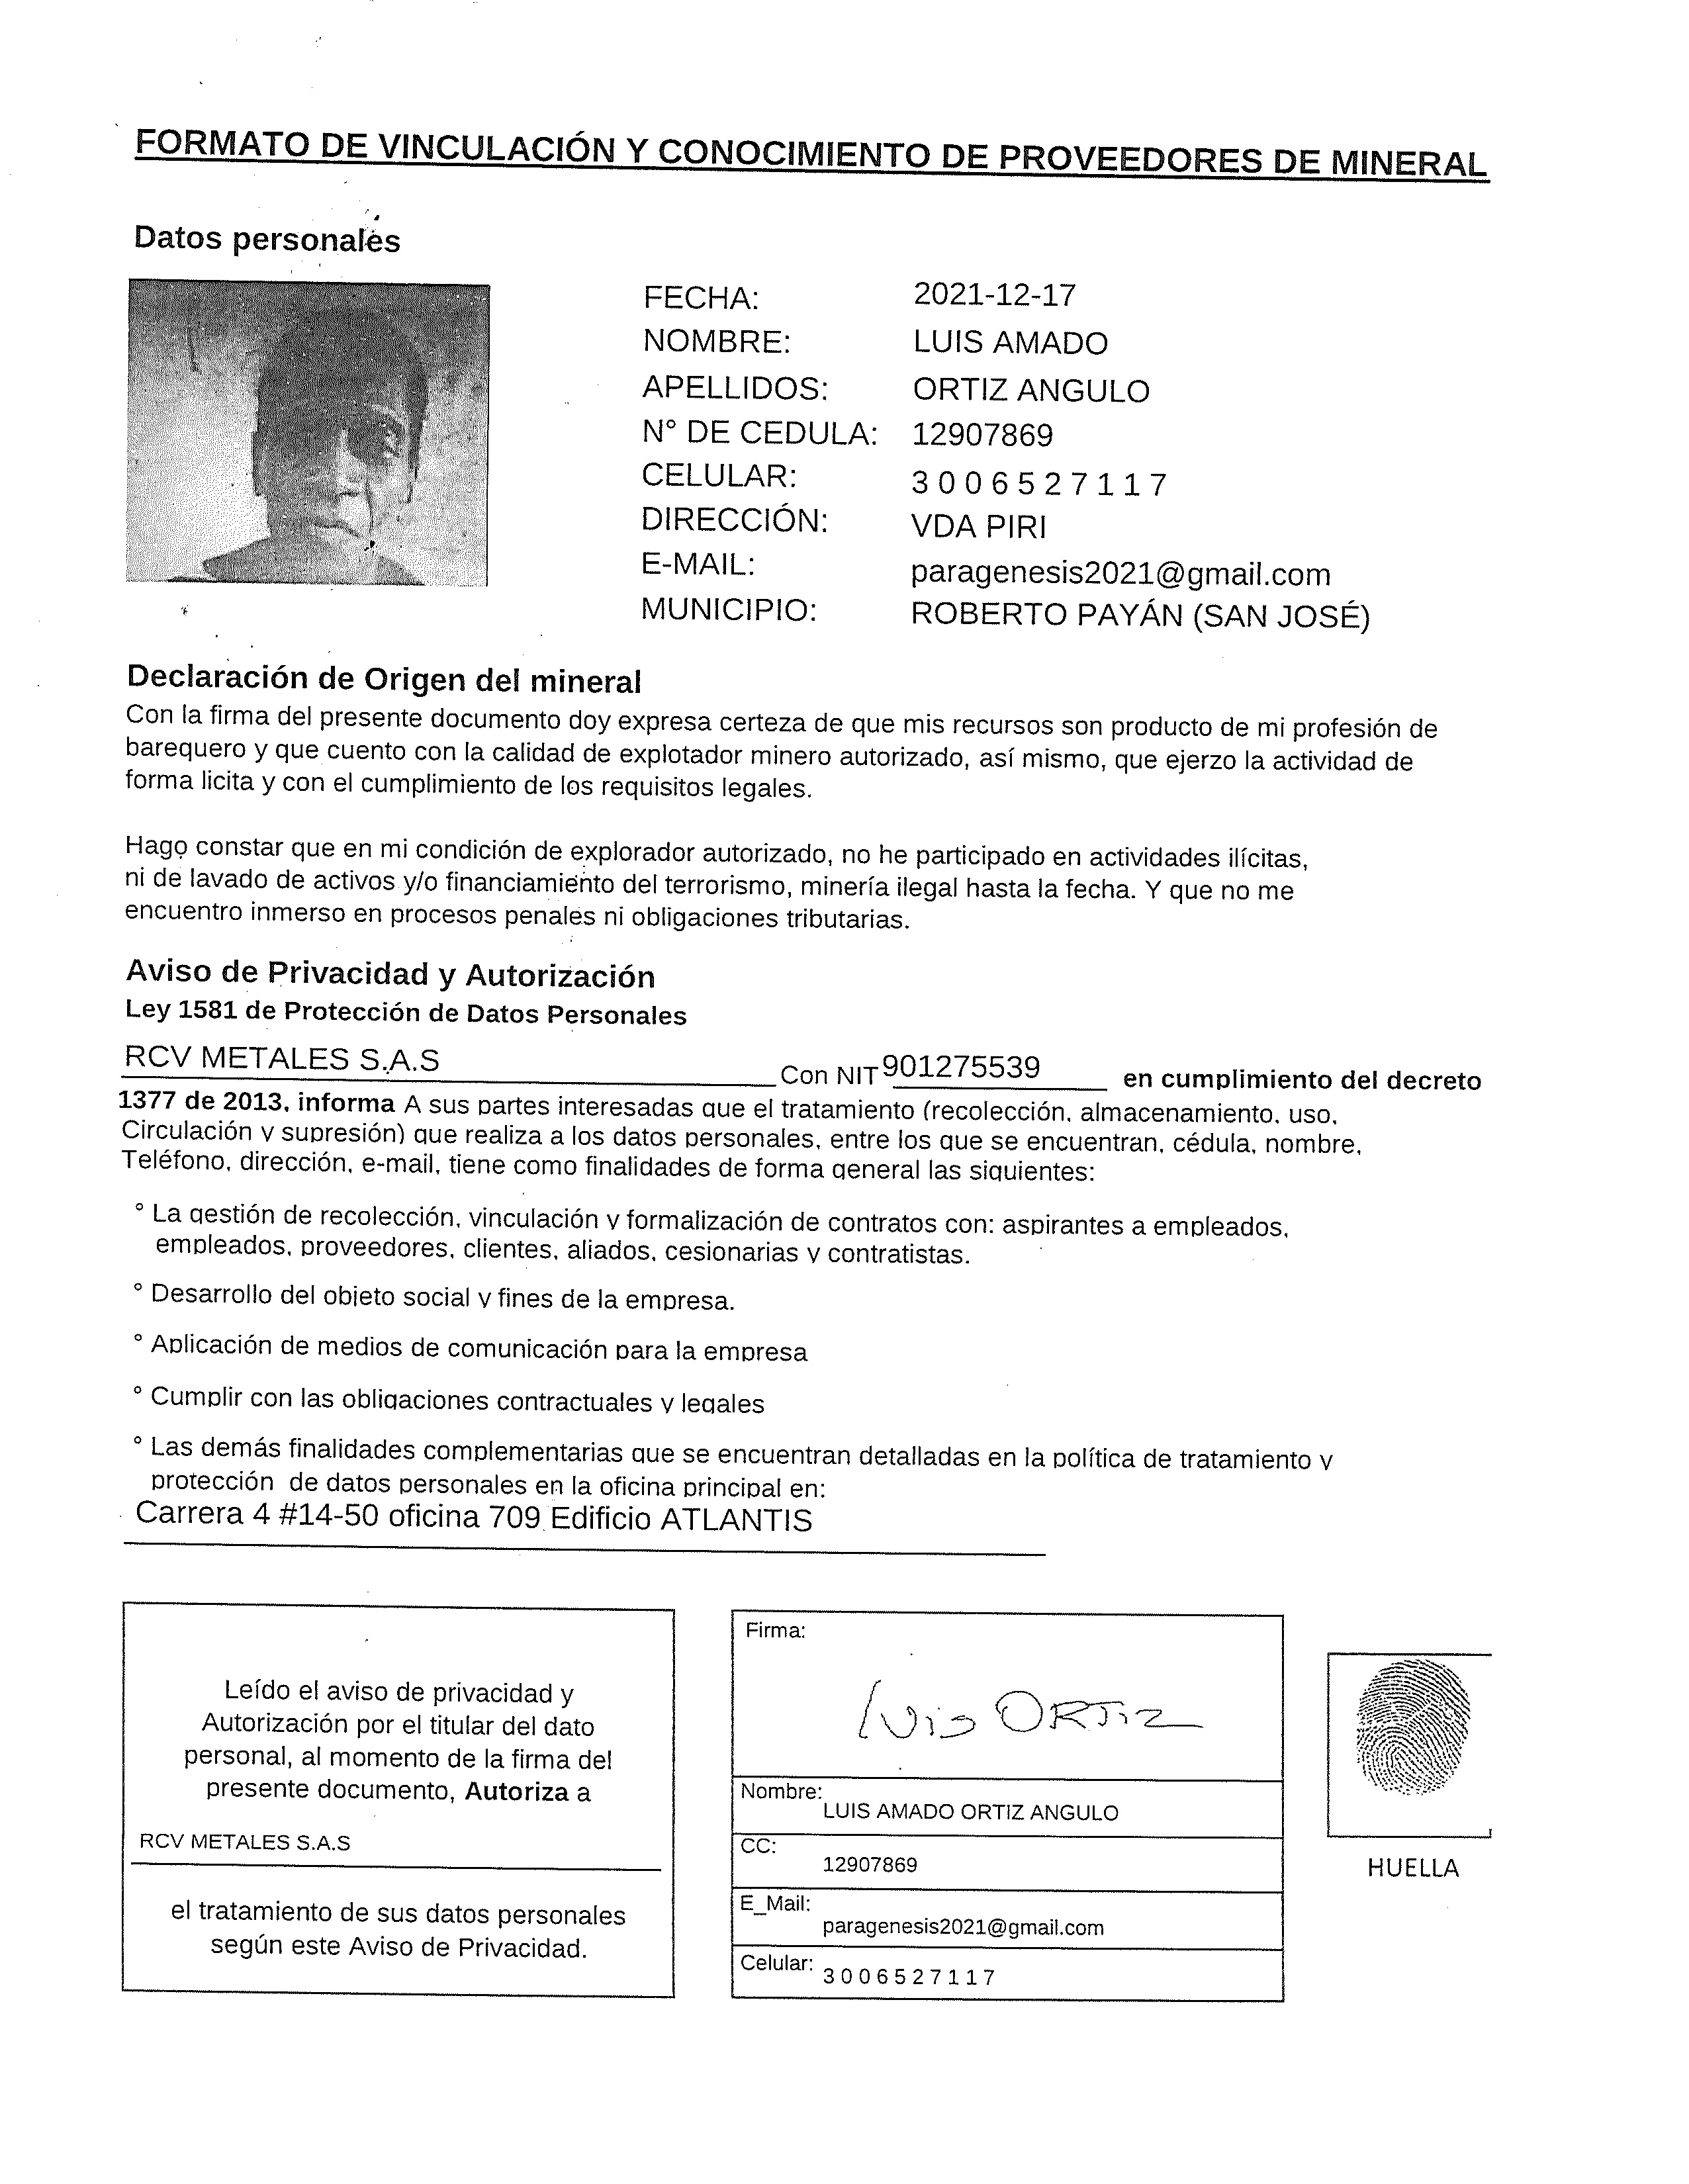 FORMATO DE VINCULACIÓN Y CONOCIMIENTO DE PROVEEDORES DE MINERAL
Datos personales
FECHA: 2021-12-17
NOMBRE: LUIS AMADO
APELLIDOS: ORTIZ ANGULO
N° DE CEDULA: 12907869
CELULAR: 3 0 0 6 5 2 7 1 1 7
DIRECCIÓN: VDA PIRI
E-MAIL: paragenesis2021@gmail.com
MUNICIPIO: ROBERTO PAYÁN (SAN JOSÉ)
Declaración de Origen del mineral
Con la firma del presente documento doy expresa certeza de que mis recursos son producto de mi profesión de
barequero y que cuento con la calidad de explotador minero autorizado, así mismo, que ejerzo la actividad de
forma licita y con el cumplimiento de los requisitos legales.
Hago constar que en mi condición de explorador autorizado, no he participado en actividades ilícitas,
ni de lavado de activos y/o financiamiento del terrorismo, minería ilegal hasta la fecha. Y que no me
encuentro inmerso en procesos penales ni obligaciones tributarias.
Aviso de Privacidad y Autorización
Ley 1581 de Protección de Datos Personales
RCV METALES S.A.S Con NIT 901275539 en cumplimiento del decreto
1377 de 2013, informa A sus partes interesadas que el tratamiento (recolección, almacenamiento, uso,
Circulación y supresión) que realiza a los datos personales, entre los que se encuentran, cédula, nombre,
Teléfono, dirección, e-mail, tiene como finalidades de forma general las siguientes:
° La gestión de recolección, vinculación y formalización de contratos con: aspirantes a empleados,
empleados, proveedores, clientes, aliados, cesionarias y contratistas.
° Desarrollo del objeto social y fines de la empresa.
° Aplicación de medios de comunicación para la empresa
° Cumplir con las obligaciones contractuales y legales
° Las demás finalidades complementarias que se encuentran detalladas en la política de tratamiento y
protección de datos personales en la oficina principal en:
Carrera 4 #14-50 oficina 709 Edificio ATLANTIS
Leído el aviso de privacidad y
Autorización por el titular del dato
personal, al momento de la firma del
presente documento, Autoriza a
RCV METALES S.A.S
el tratamiento de sus datos personales
según este Aviso de Privacidad.
Firma:
Luis ORTiz
Nombre:
LUIS AMADO ORTIZ ANGULO
CC:
12907869
E_Mail:
paragenesis2021@gmail.com
Celular: 3 0 0 6 5 2 7 1 1 7
HUELLA